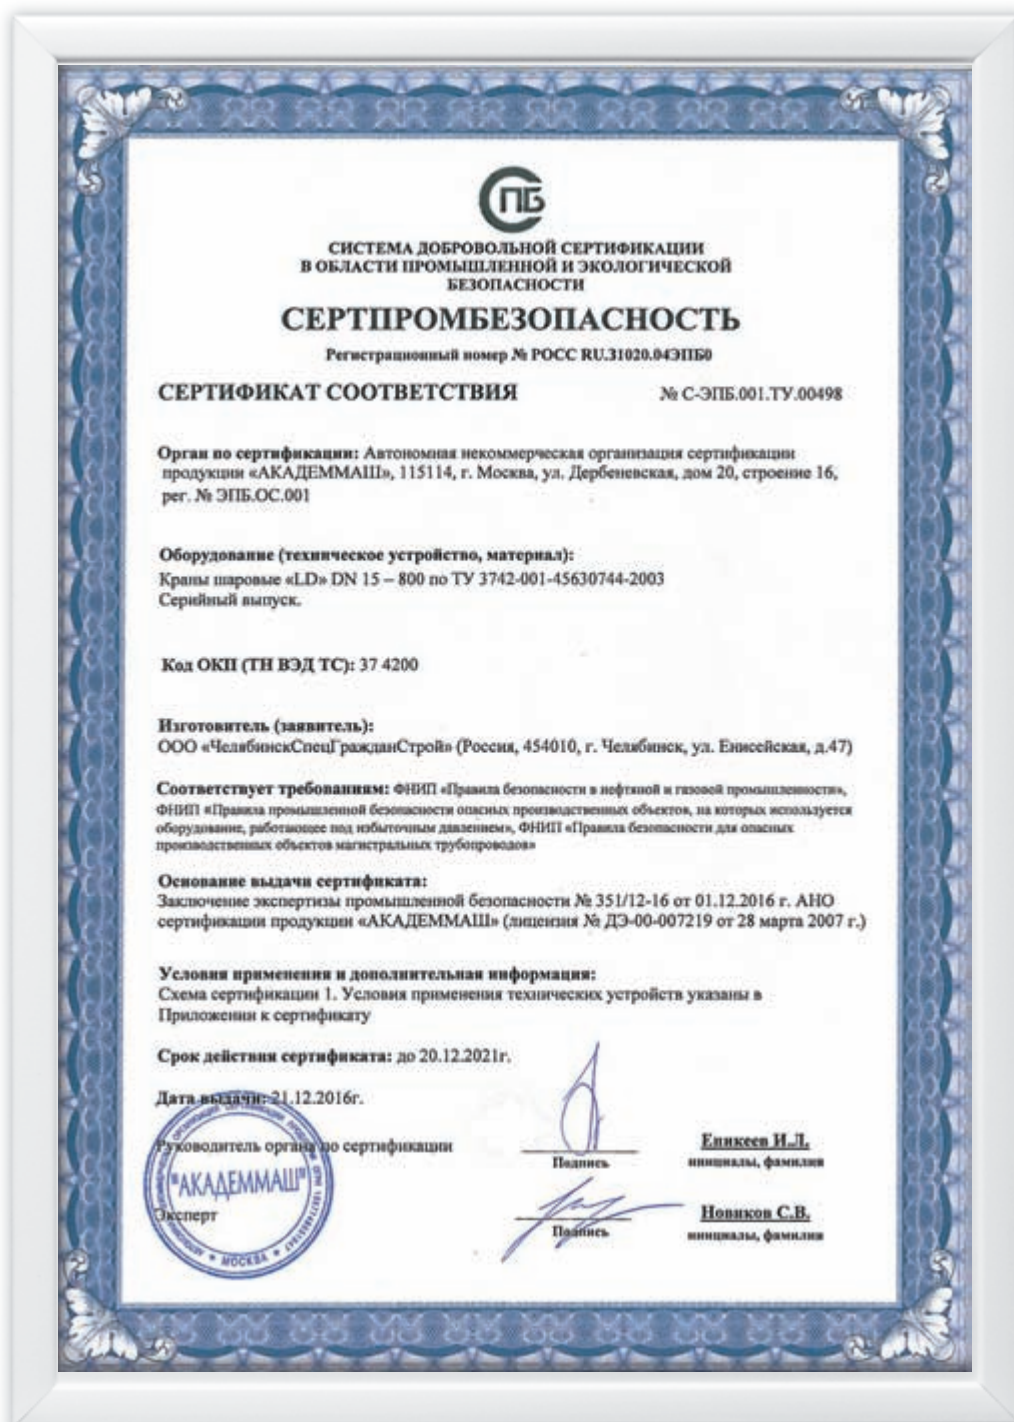 СПБ
СИСТЕМА ДОБРОВОЛЬНОЙ СЕРТИФИКАЦИИ
В ОБЛАСТИ ПРОМЫШЛЕННОЙ И ЭКОЛОГИЧЕСКОЙ
БЕЗОПАСНОСТИ
СЕРТПРОМБЕЗОПАСНОСТЬ
Регистрационный номер № РОСС RU.31020.04ЭПБ0
СЕРТИФИКАТ СООТВЕТСТВИЯ № С-ЭПБ.001.ТУ.00498
Орган по сертификации: Автономная некоммерческая организация сертификации
продукции «АКАДЕММАШ», 115114, г. Москва, ул. Дербеневская, дом 20, строение 16,
рег. № ЭПБ.ОС.001
Оборудование (техническое устройство, материал):
Краны шаровые «LD» DN 15 – 800 по ТУ 3742-001-45630744-2003
Серийный выпуск.
Код ОКП (ТН ВЭД ТС): 37 4200
Изготовитель (заявитель):
ООО «ЧелябинскСпецГражданСтрой» (Россия, 454010, г. Челябинск, ул. Енисейская, д.47)
Соответствует требованиям: ФНИП «Правила безопасности в нефтяной и газовой промышленности»,
ФНИП «Правила промышленной безопасности опасных производственных объектов, на которых используется
оборудование, работающее под избыточным давлением», ФНИП «Правила безопасности для опасных
производственных объектов магистральных трубопроводов»
Основание выдачи сертификата:
Заключение экспертизы промышленной безопасности № 351/12-16 от 01.12.2016 г. АНО
сертификации продукции «АКАДЕММАШ» (лицензия № ДЭ-00-007219 от 28 марта 2007 г.)
Условия применения и дополнительная информация:
Схема сертификации 1. Условия применения технических устройств указаны в
Приложении к сертификату
Срок действия сертификата: до 20.12.2021г.
Дата выдачи: 21.12.2016г.
Руководитель органа по сертификации
Подпись
Еникеев И.Л.
инициалы, фамилия
"АКАДЕММАШ"
МОСКВА
Эксперт
Подпись
Новиков С.В.
инициалы, фамилия